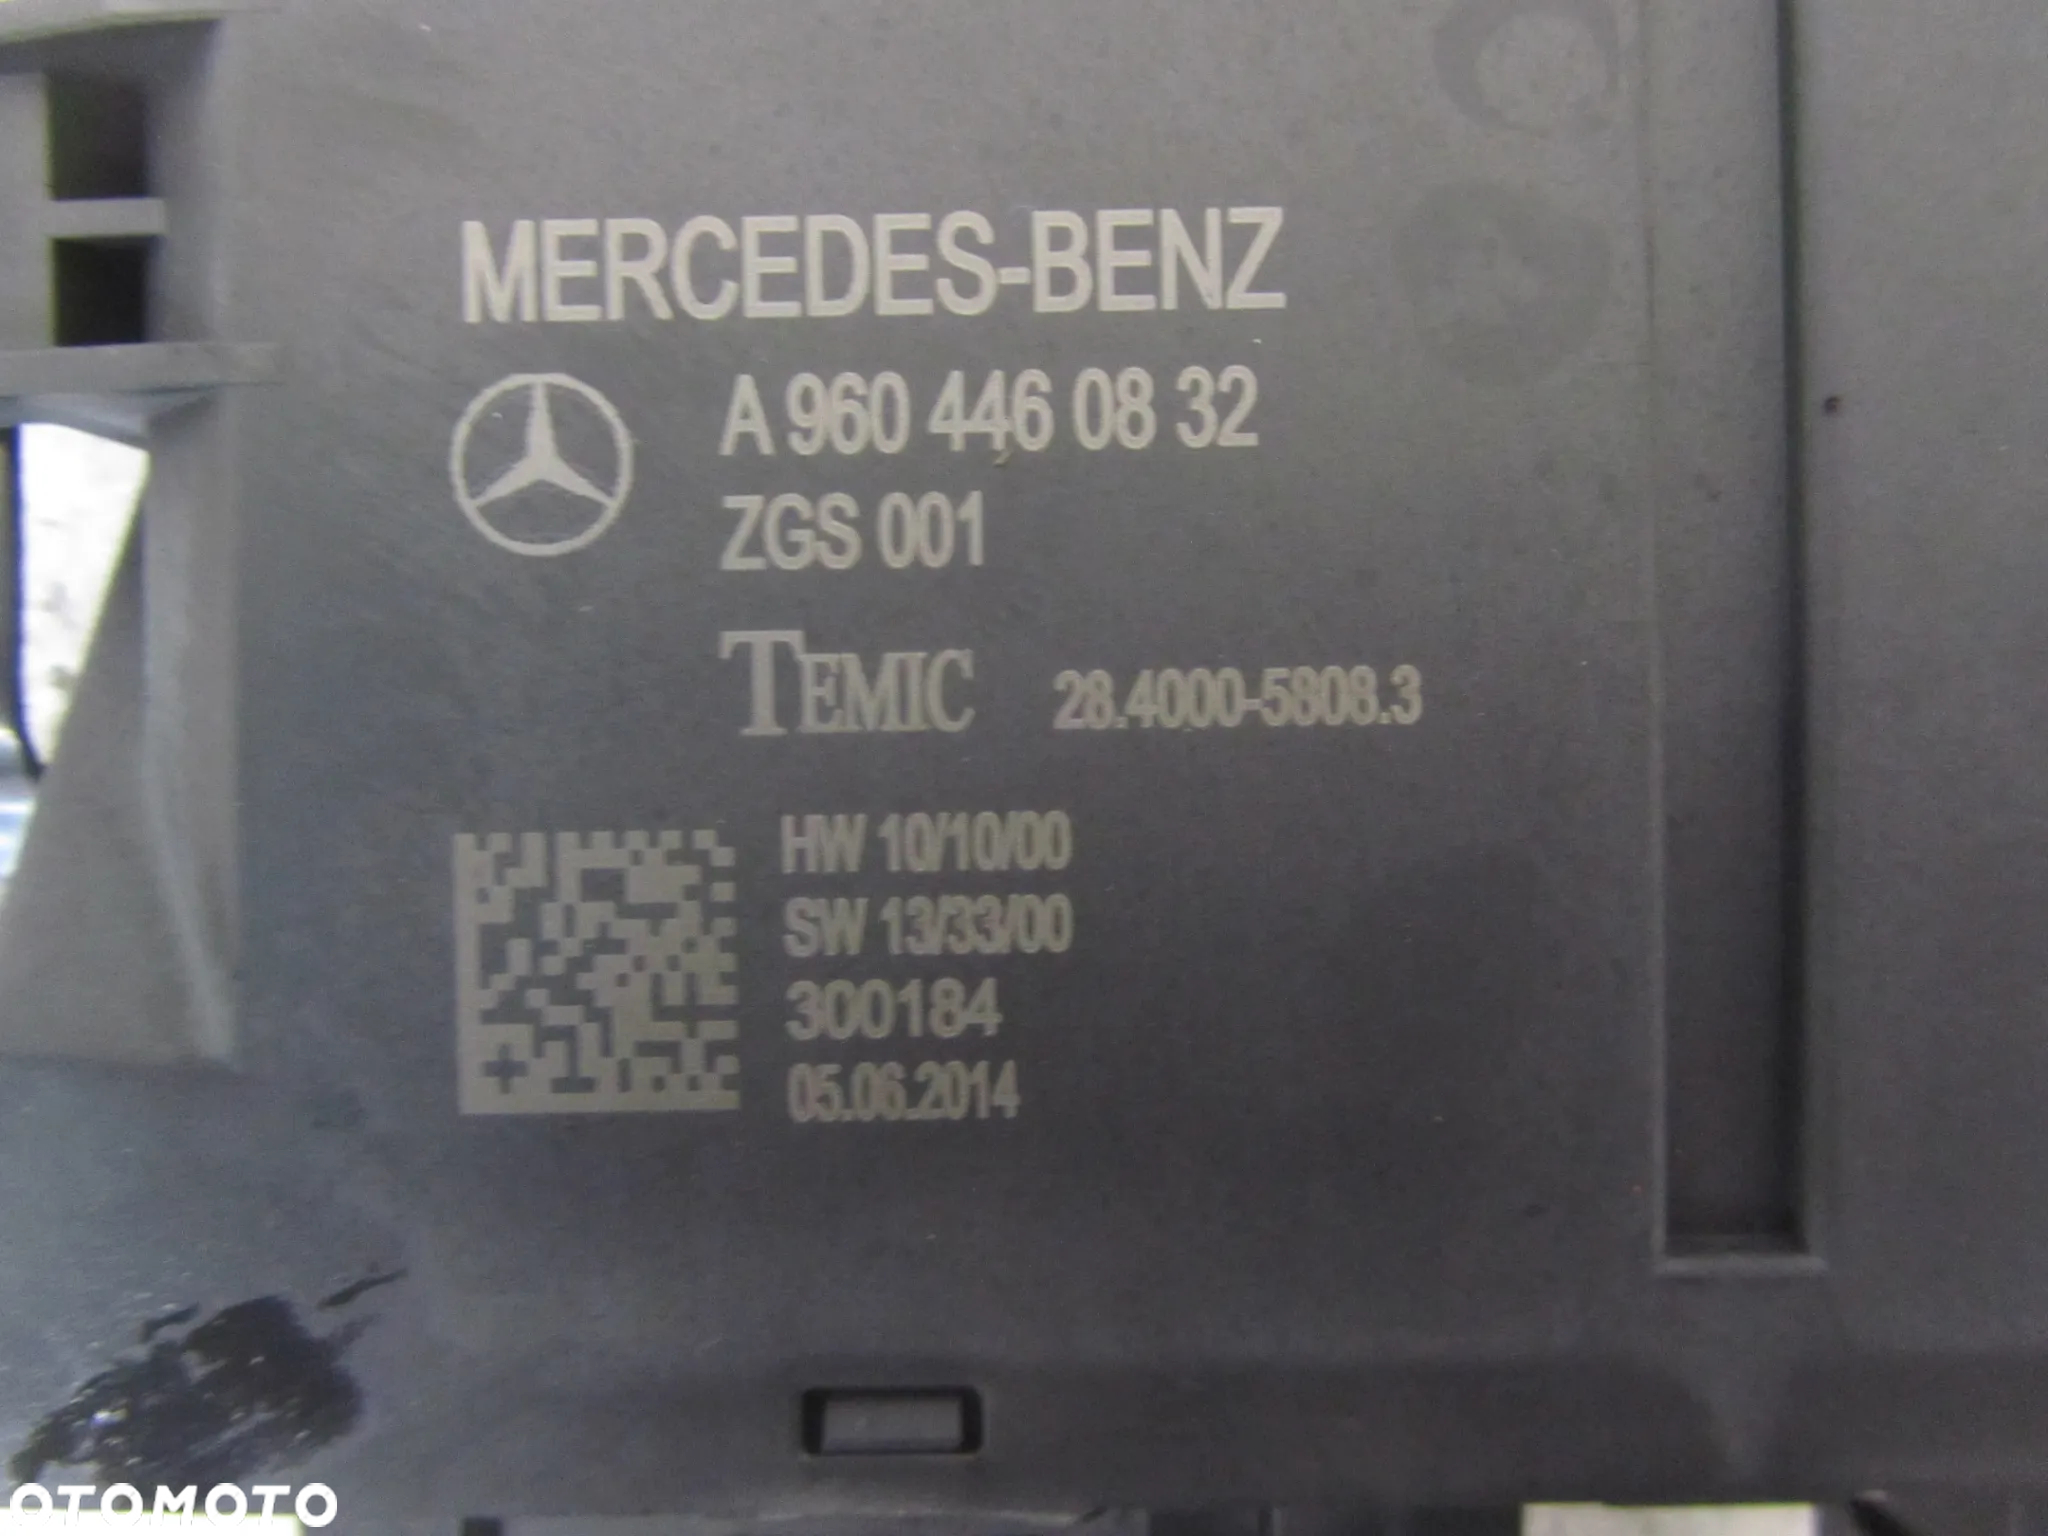 MERCEDES-BENZ
A 960 446 08 32
ZGS 001
TEMIC 28.4000-5808.3
HW 10/10/00
SW 13/33/00
300184
05.06.2014
OTOMOTO